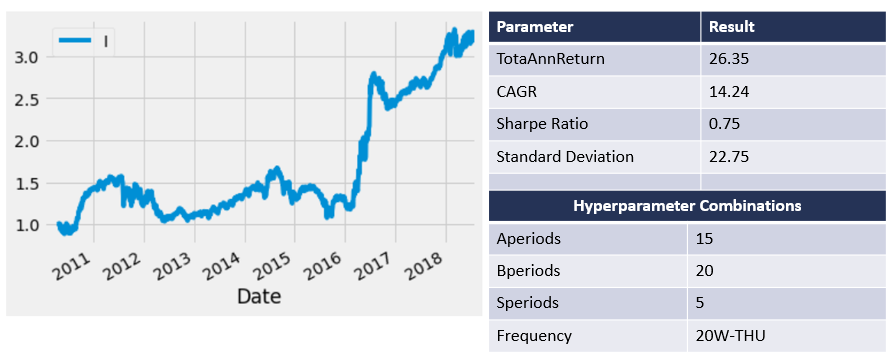 I
3.0
2.5
2.0
1.5
1.0
2011 2012 2013 2014 2015 2016 2017 2018
Date
Parameter Result
TotaAnnReturn 26.35
CAGR 14.24
Sharpe Ratio 0.75
Standard Deviation 22.75
Hyperparameter Combinations
Aperiods 15
Bperiods 20
Speriods 5
Frequency 20W-THU